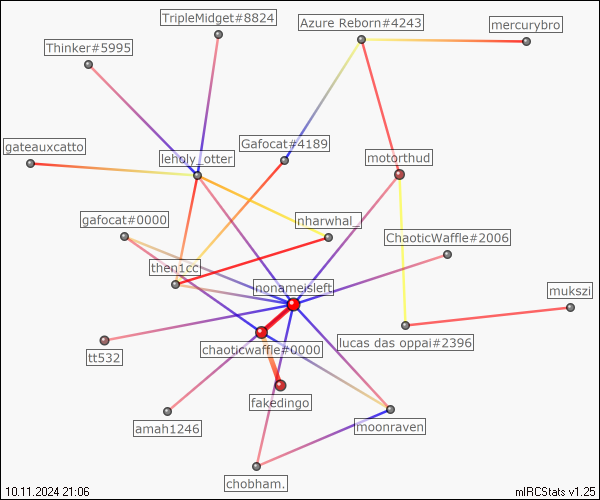 TripleMidget#8824
Azure Reborn#4243
mercurybro
Thinker#5995
gateauxcatto
leholy_otter
Gafocat#4189
motorthud
gafocat#0000
nharwhal_
ChaoticWaffle#2006
then1cc
nonameisleft
mukszi
tt532
chaoticwaffle#0000
lucas das oppai#2396
fakedingo
amah1246
moonraven
chobham.
10.11.2024 21:06
mIRCStats v1.25